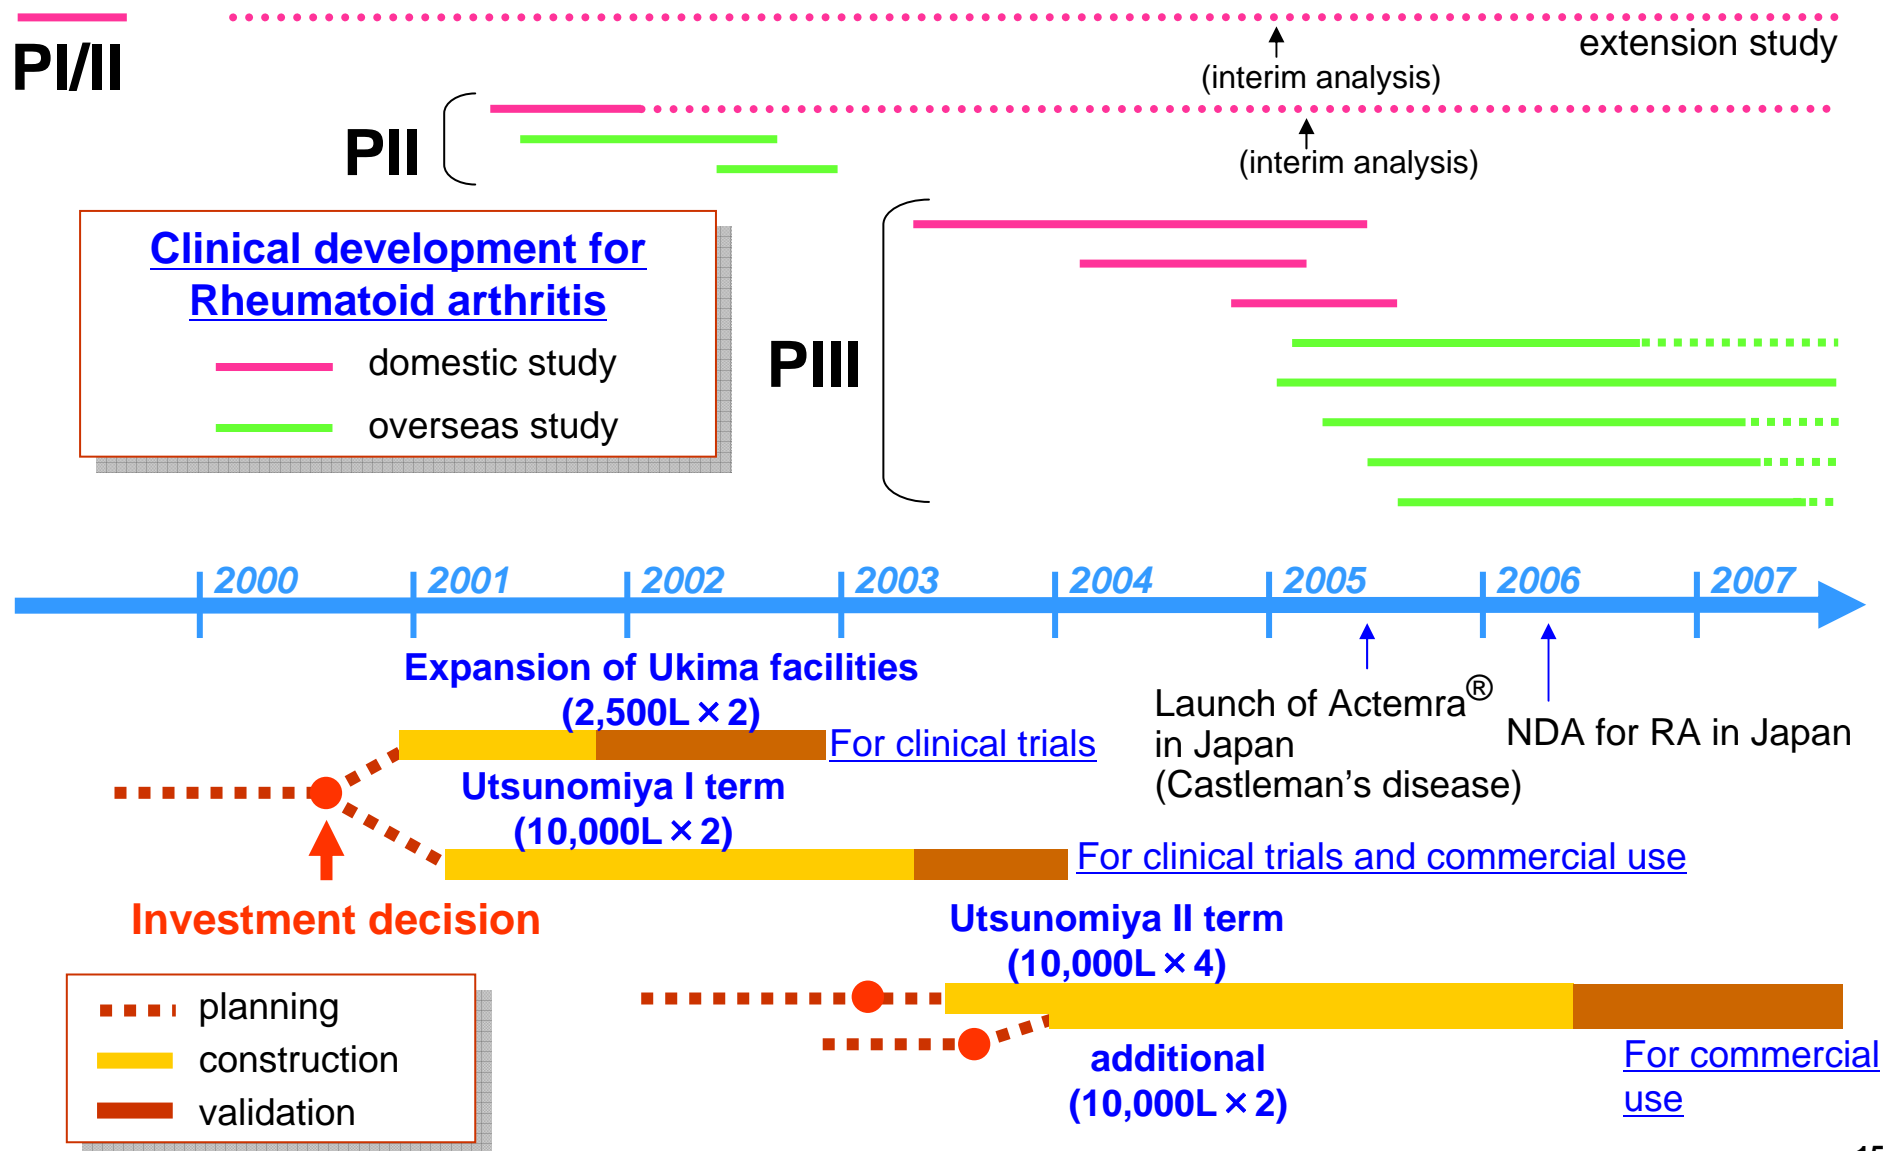 PI/II
extension study
(interim analysis)
PII
(interim analysis)
Clinical development for
Rheumatoid arthritis
domestic study
overseas study
PIII
2000
2001
2002
2003
2004
2005
2006
2007
Expansion of Ukima facilities
(2,500L×2)
For clinical trials
Launch of Actemra®
in Japan
(Castleman's disease)
NDA for RA in Japan
Utsunomiya I term
(10,000L×2)
For clinical trials and commercial use
Investment decision
Utsunomiya II term
(10,000L×4)
planning
construction
validation
additional
(10,000L×2)
For commercial
use